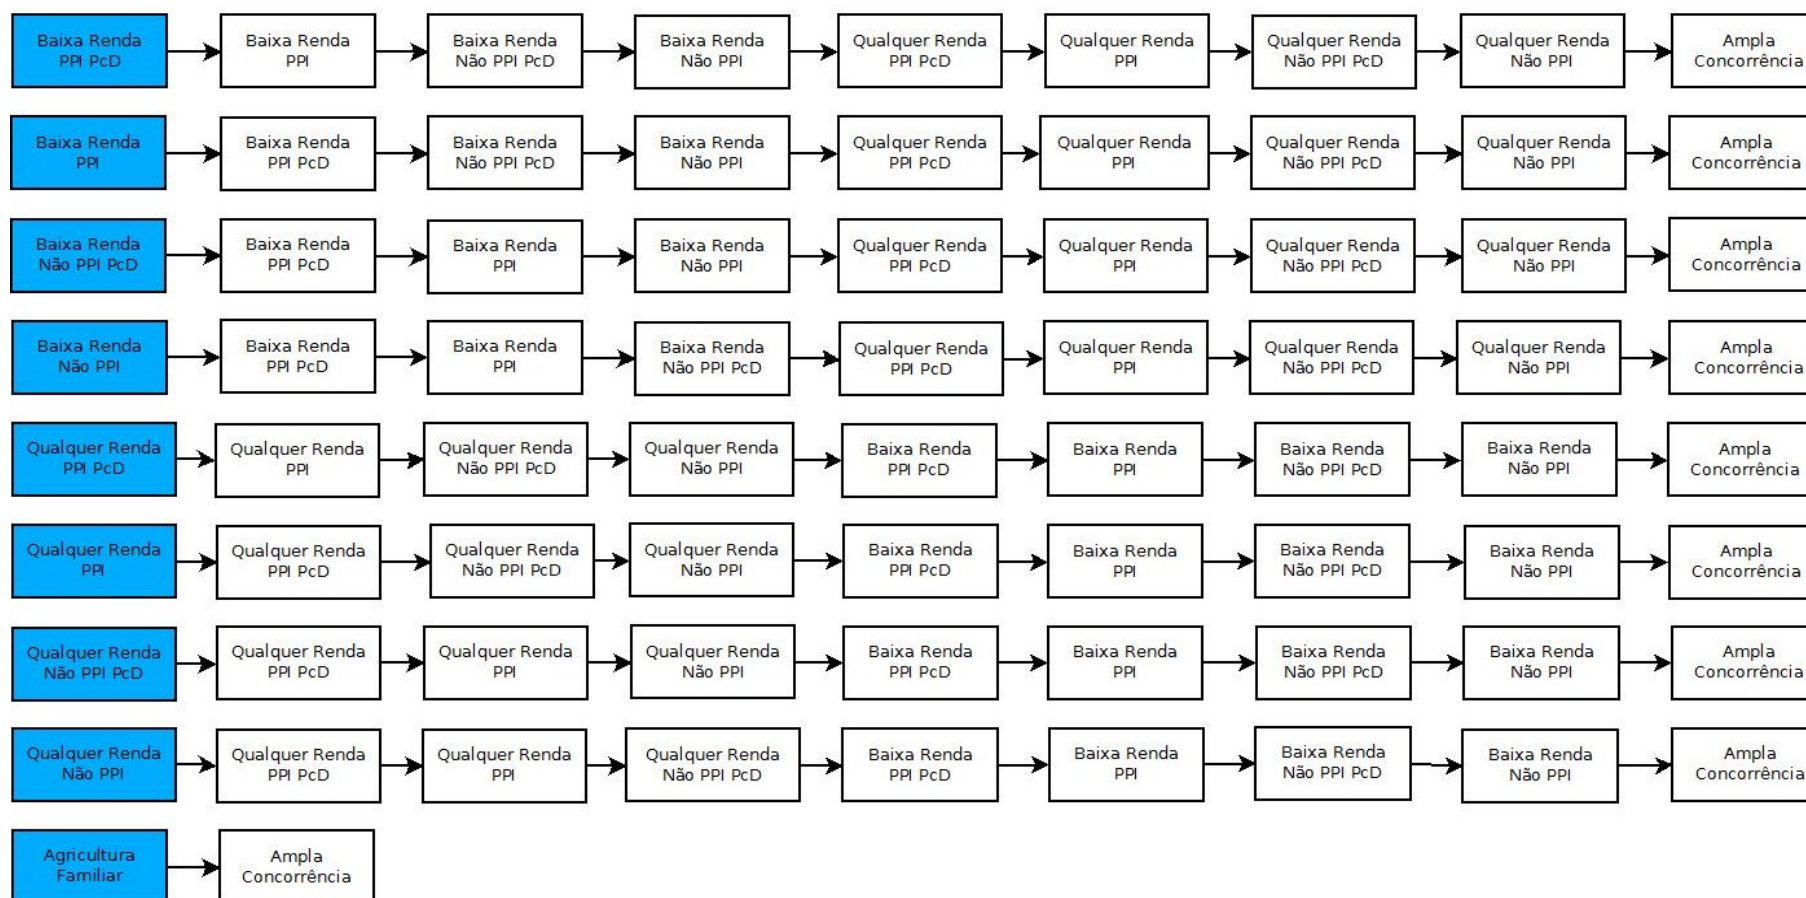 Baixa Renda
PPI PcD
Baixa Renda
PPI
Baixa Renda
Não PPI PcD
Baixa Renda
Não PPI
Qualquer Renda
PPI PcD
Qualquer Renda
PPI
Qualquer Renda
Não PPI PcD
Qualquer Renda
Não PPI
Ampla
Concorrência
Baixa Renda
PPI
Baixa Renda
PPI PcD
Baixa Renda
Não PPI PcD
Baixa Renda
Não PPI
Qualquer Renda
PPI PcD
Qualquer Renda
PPI
Qualquer Renda
Não PPI PcD
Qualquer Renda
Não PPI
Ampla
Concorrência
Baixa Renda
Não PPI PcD
Baixa Renda
PPI PcD
Baixa Renda
PPI
Baixa Renda
Não PPI
Qualquer Renda
PPI PcD
Qualquer Renda
PPI
Qualquer Renda
Não PPI PcD
Qualquer Renda
Não PPI
Ampla
Concorrência
Baixa Renda
Não PPI
Baixa Renda
PPI PcD
Baixa Renda
PPI
Baixa Renda
Não PPI PcD
Qualquer Renda
PPI PcD
Qualquer Renda
PPI
Qualquer Renda
Não PPI PcD
Qualquer Renda
Não PPI
Ampla
Concorrência
Qualquer Renda
PPI PcD
Qualquer Renda
PPI
Qualquer Renda
Não PPI PcD
Qualquer Renda
Não PPI
Baixa Renda
PPI PcD
Baixa Renda
PPI
Baixa Renda
Não PPI PcD
Baixa Renda
Não PPI
Ampla
Concorrência
Qualquer Renda
PPI
Qualquer Renda
PPI PcD
Qualquer Renda
Não PPI PcD
Qualquer Renda
Não PPI
Baixa Renda
PPI PcD
Baixa Renda
PPI
Baixa Renda
Não PPI PcD
Baixa Renda
Não PPI
Ampla
Concorrência
Qualquer Renda
Não PPI PcD
Qualquer Renda
PPI PcD
Qualquer Renda
PPI
Qualquer Renda
Não PPI
Baixa Renda
PPI PcD
Baixa Renda
PPI
Baixa Renda
Não PPI PcD
Baixa Renda
Não PPI
Ampla
Concorrência
Qualquer Renda
Não PPI
Qualquer Renda
PPI PcD
Qualquer Renda
PPI
Qualquer Renda
Não PPI PcD
Baixa Renda
PPI PcD
Baixa Renda
PPI
Baixa Renda
Não PPI PcD
Baixa Renda
Não PPI
Ampla
Concorrência
Agricultura
Familiar
Ampla
Concorrência